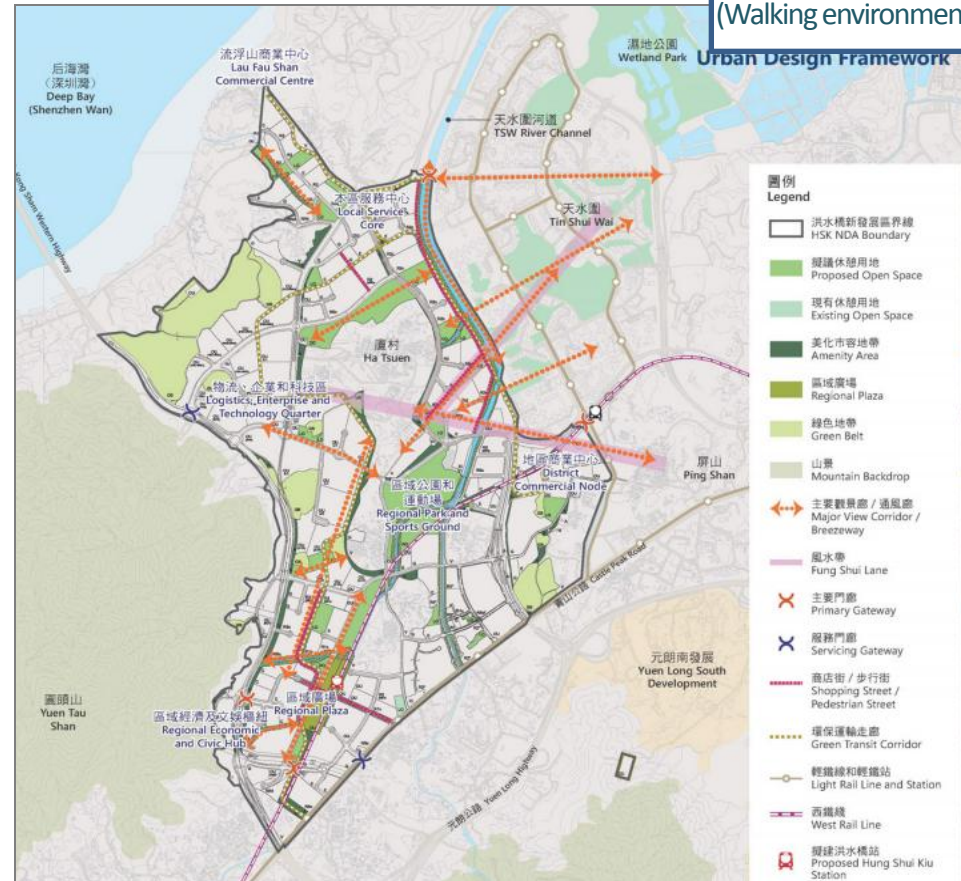 (Walking environmen
Urban Design Framework
濕地公園
Wetland Park
流浮山商業中心
Lau Fau Shan
Commercial Centre
后海灣
(深圳灣)
Deep Bay
(Shenzhen Wan)
天水圍河道
TSW River Channel
Kong Sham Western Highway
本區服務中心
Local Service
Core
天水圍
Tin Shui Wai
厦村
Ha Tsuen
物流、企業和科技區
Logistics, Enterprise and
Technology Quarter
地區商業中心
District
Commercial Node
屏山
Ping Shan
區域公園和
運動場
Regional Park and
Sports Ground
青山公路 Castle Peak Road
元朗南發展
Yuen Long South
Development
圓頭山
Yuen Tau
Shan
區域廣場
Regional Plaza
區域經濟及文娛樞紐
Regional Economic
and Civic Hub
元朗公路 Yuen Long Highway
圖例
Legend
洪水橋新發展區界線
HSK NDA Boundary
擬議休憩用地
Proposed Open Space
現有休憩用地
Existing Open Space
美化市容地帶
Amenity Area
區域廣場
Regional Plaza
綠色地帶
Green Belt
山景
Mountain Backdrop
主要觀景廊 / 通風廊
Major View Corridor /
Breezeway
風水帶
Fung Shui Lane
主要門廊
Primary Gateway
服務門廊
Servicing Gateway
商店街 / 步行街
Shopping Street /
Pedestrian Street
環保運輸走廊
Green Transit Corridor
輕鐵線和輕鐵站
Light Rail Line and Station
西鐵綫
West Rail Line
擬建洪水橋站
Proposed Hung Shui Kiu
Station